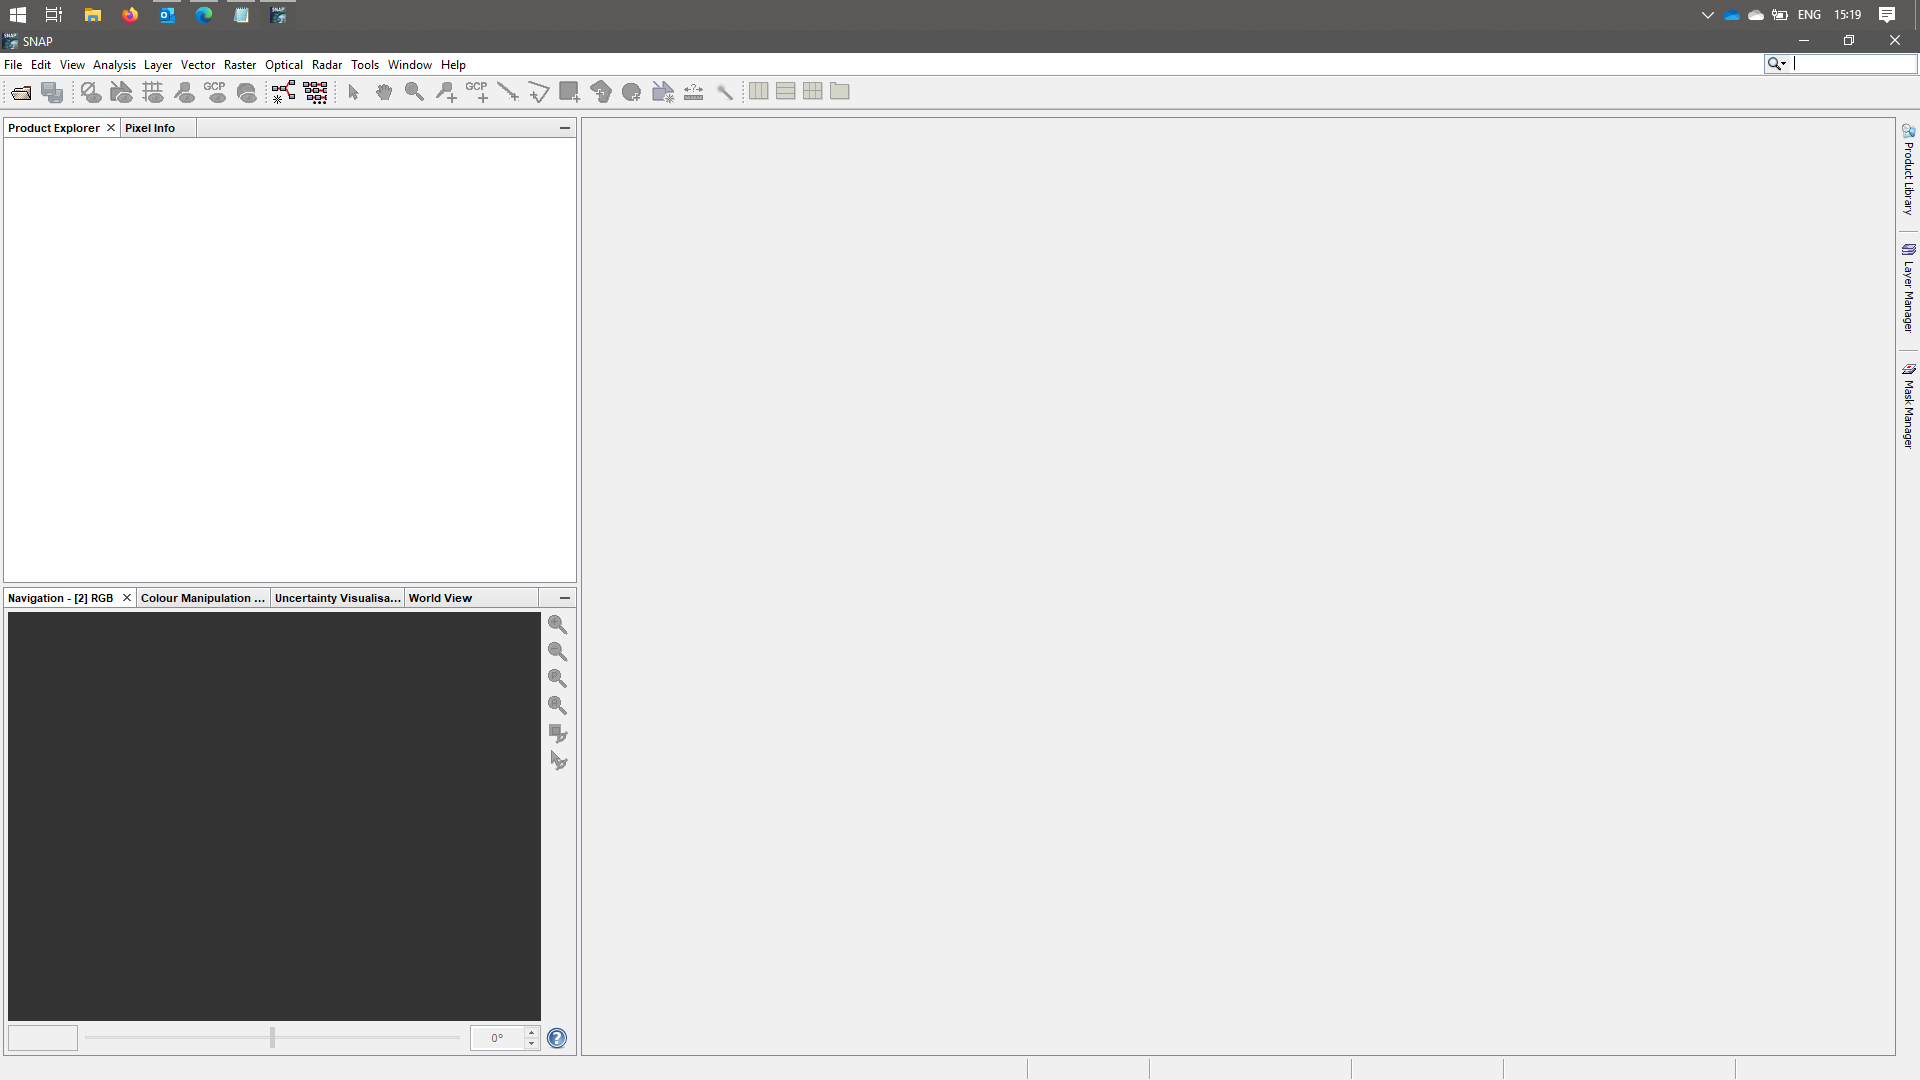 ENG 15:19
SNAP
File Edit View Analysis Layer Vector Raster Optical Radar Tools Window Help
GCP GCP
Product Explorer Pixel Info
Product Library
Layer Manager
Mask Manager
Navigation - [2] RGB Colour Manipulation ... Uncertainty Visualisa... World View
0°